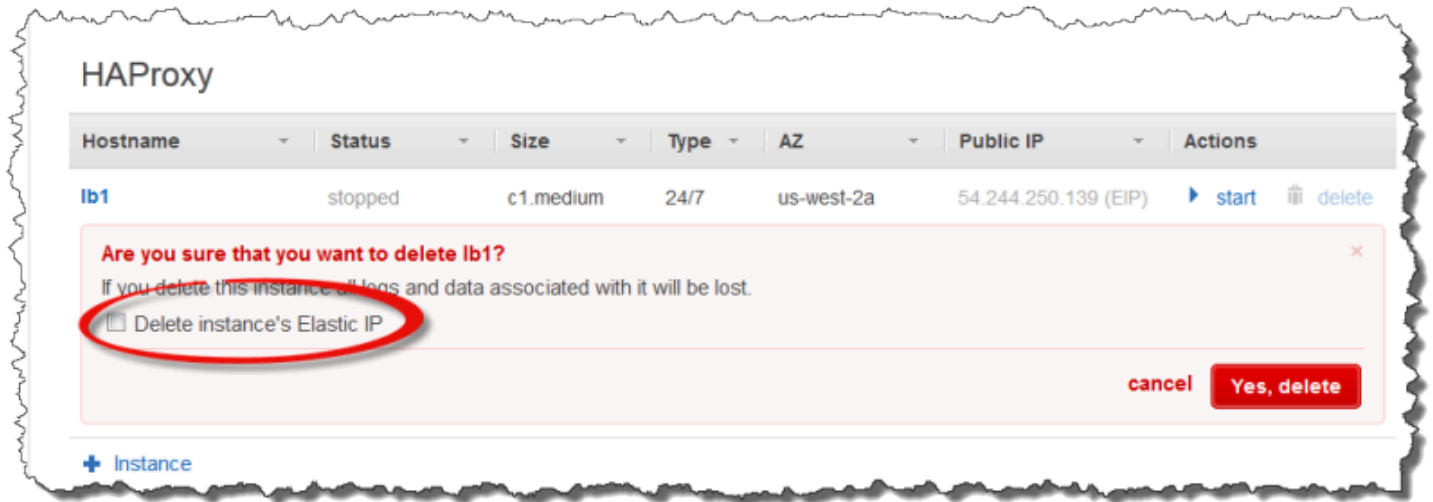 HAProxy
Hostname Status Size Type AZ Public IP Actions
lb1 stopped c1.medium 24/7 us-west-2a 54.244.250.139 (EIP) start delete
Are you sure that you want to delete lb1?
If you delete this instance all logs and data associated with it will be lost.
Delete instance's Elastic IP
cancel Yes, delete
Instance